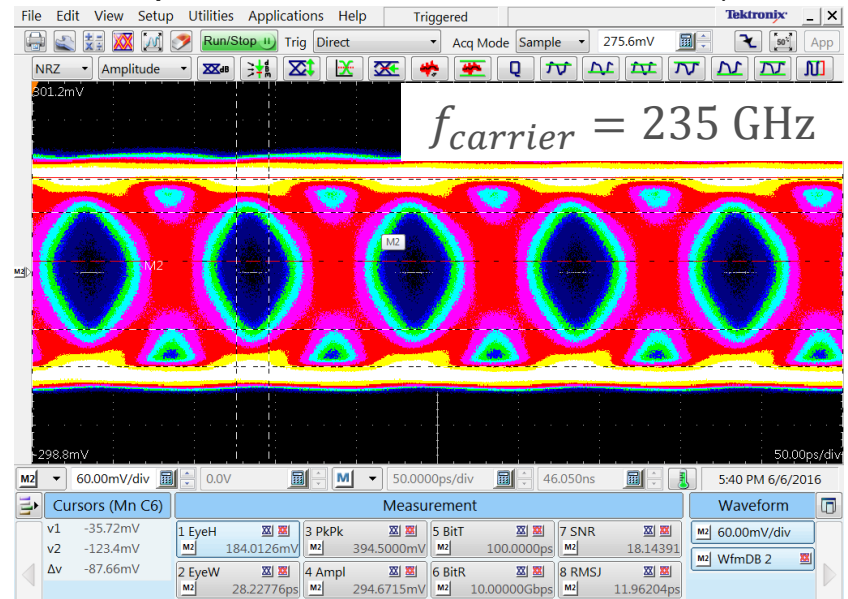 File Edit View Setup Utilities Applications Help Triggered Tektronix
Run/Stop Trig Direct Acq Mode Sample 275.6mV 50% App
NRZ Amplitude dB Q
301.2mV
f_carrier = 235 GHz
M2
M2
M2
-298.8mV 50.00ps/div
M2 60.00mV/div 0.0V M 50.0000ps/div 46.050ns 5:40 PM 6/6/2016
Cursors (Mn C6) Measurement Waveform
v1 -35.72mV
v2 -123.4mV
Δv -87.66mV
1 EyeH 3 PkPk 5 BitT 7 SNR
M2 184.0126mV M2 394.5000mV M2 100.0000ps M2 18.14391
2 EyeW 4 Ampl 6 BitR 8 RMSJ
M2 28.22776ps M2 294.6715mV M2 10.00000Gbps M2 11.96204ps
M2 60.00mV/div
M2 WfmDB 2